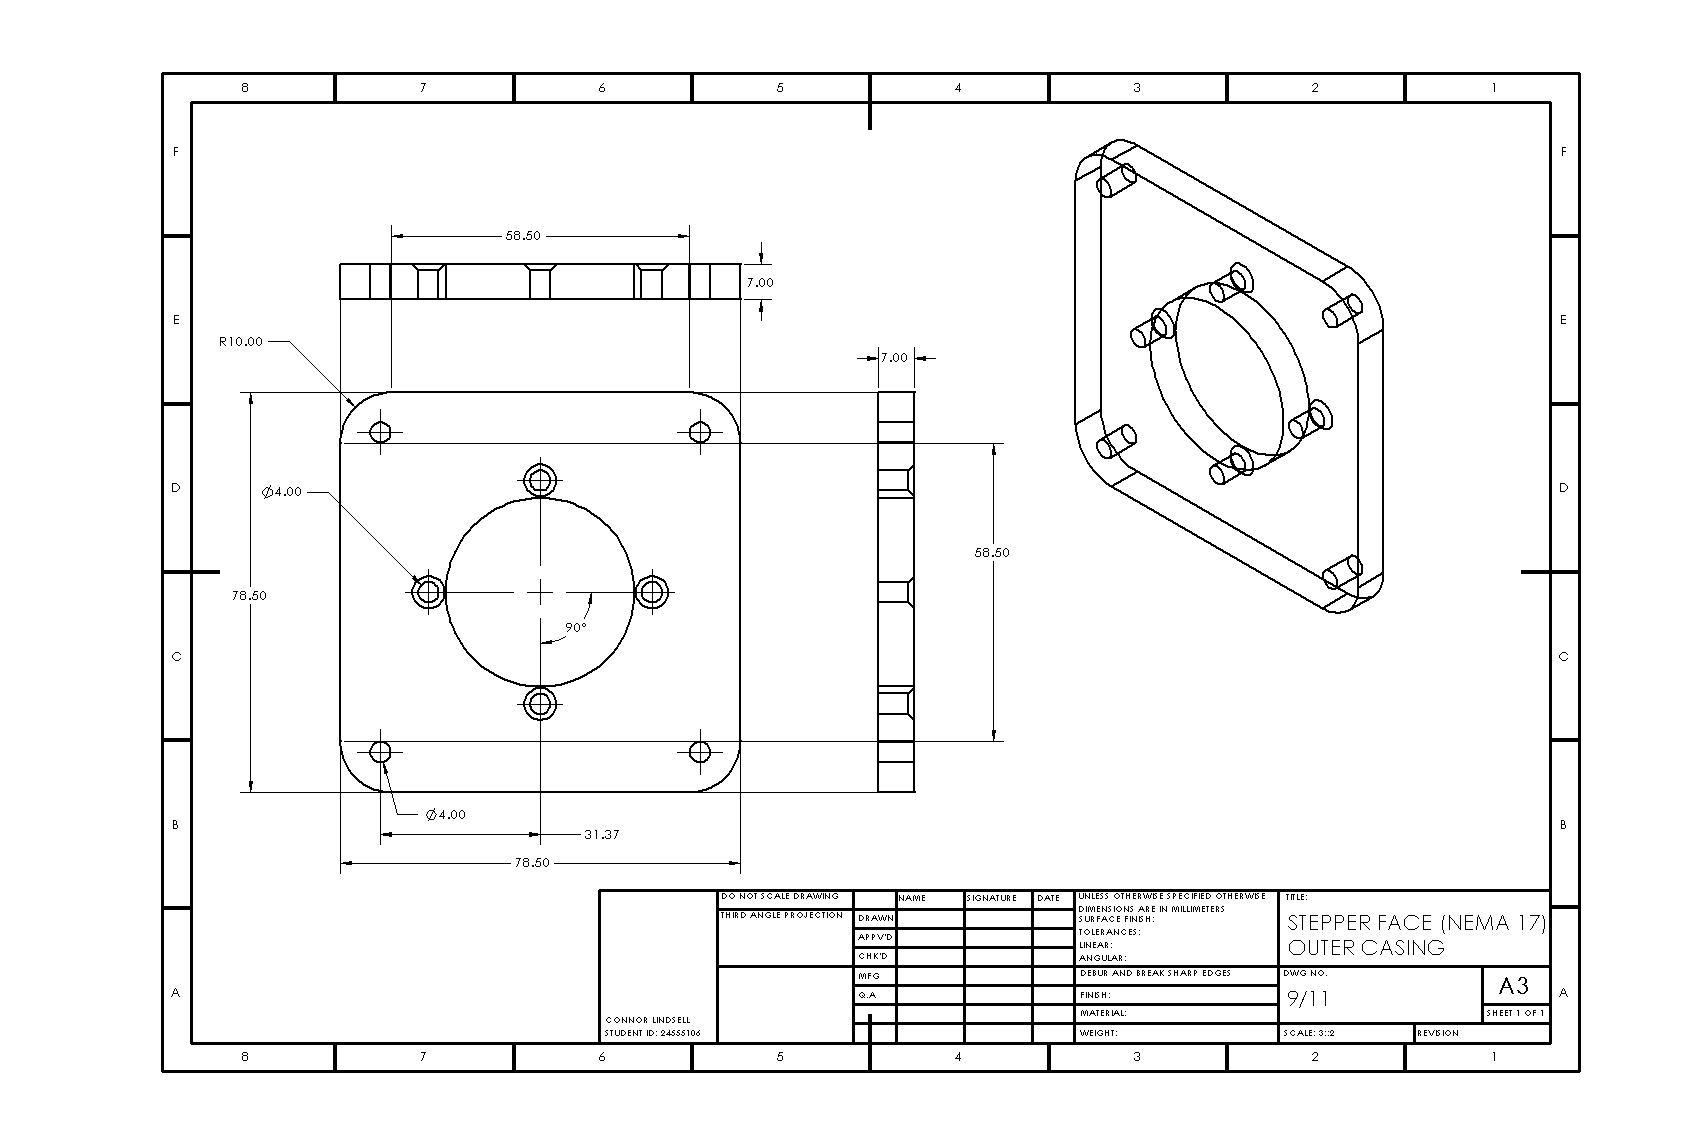 8 7 6 5 4 3 2 1
F F
58.50
7.00
E E
R10.00
7.00
Ø4.00
D D
58.50
78.50
90°
C C
Ø4.00
B B
31.37
78.50
DO NOT SCALE DRAWING
THIRD ANGLE PROJECTION
NAME SIGNATURE DATE
DRAWN
APPV'D
CHK'D
MFG
Q.A
UNLESS OTHERWISE SPECIFIED OTHERWISE
DIMENSIONS ARE IN MILLIMETERS
SURFACE FINISH:
TOLERANCES:
LINEAR:
ANGULAR:
DEBUR AND BREAK SHARP EDGES
FINISH:
MATERIAL:
WEIGHT:
TITLE:
STEPPER FACE (NEMA 17)
OUTER CASING
DWG NO.
9/11
A3
SHEET 1 OF 1
SCALE: 3::2
REVISION
A A
CONNOR LINDSELL
STUDENT ID: 24555106
8 7 6 5 4 3 2 1